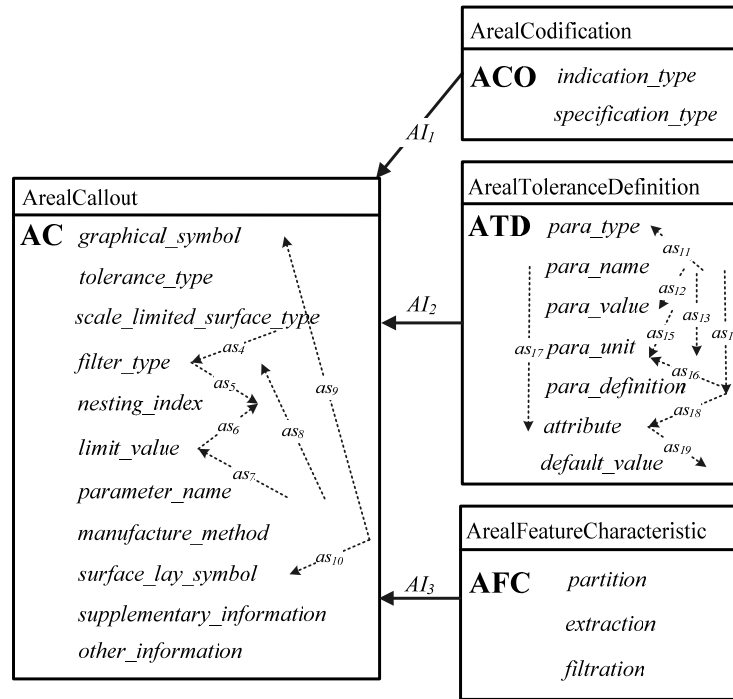 ArealCodification
ACO indication_type
specification_type
AI1
ArealCallout
AC graphical_symbol
tolerance_type
scale_limited_surface_type
as4
filter_type
as5
nesting_index
as6
limit_value
as7
parameter_name
manufacture_method
surface_lay_symbol
supplementary_information
other_information
as8
as9
as10
AI2
ArealToleranceDefinition
ATD para_type
as11
para_name
as12
para_value
as13
as15
para_unit
as17
as16
para_definition
as18
attribute
as19
default_value
AI3
ArealFeatureCharacteristic
AFC partition
extraction
filtration